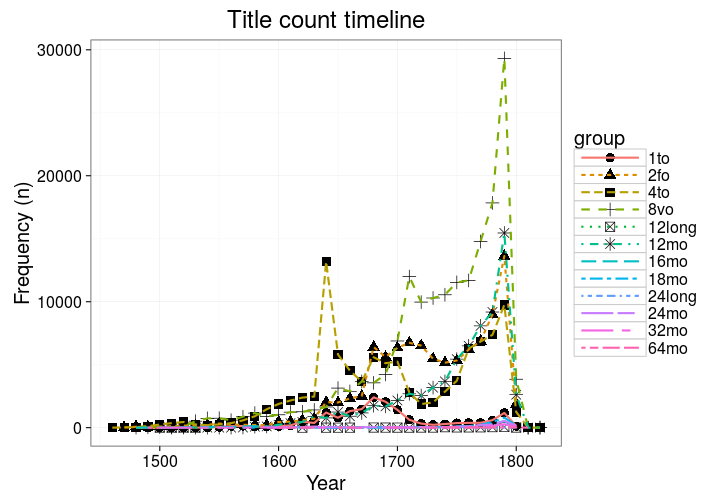 Title count timeline
30000
20000
10000
0
Frequency (n)
1500
1600
1700
1800
Year
group
1to
2fo
4to
8vo
12long
12mo
16mo
18mo
24long
24mo
32mo
64mo